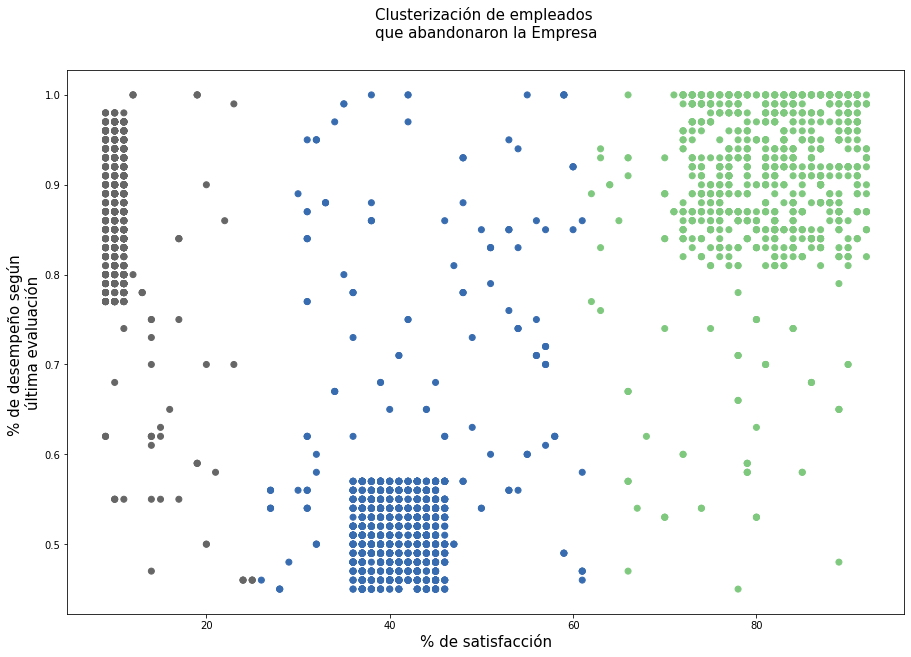 Clusterización de empleados
que abandonaron la Empresa
% de desempeño según
última evaluación
1.0
0.9
0.8
0.7
0.6
0.5
20
40
60
80
% de satisfacción